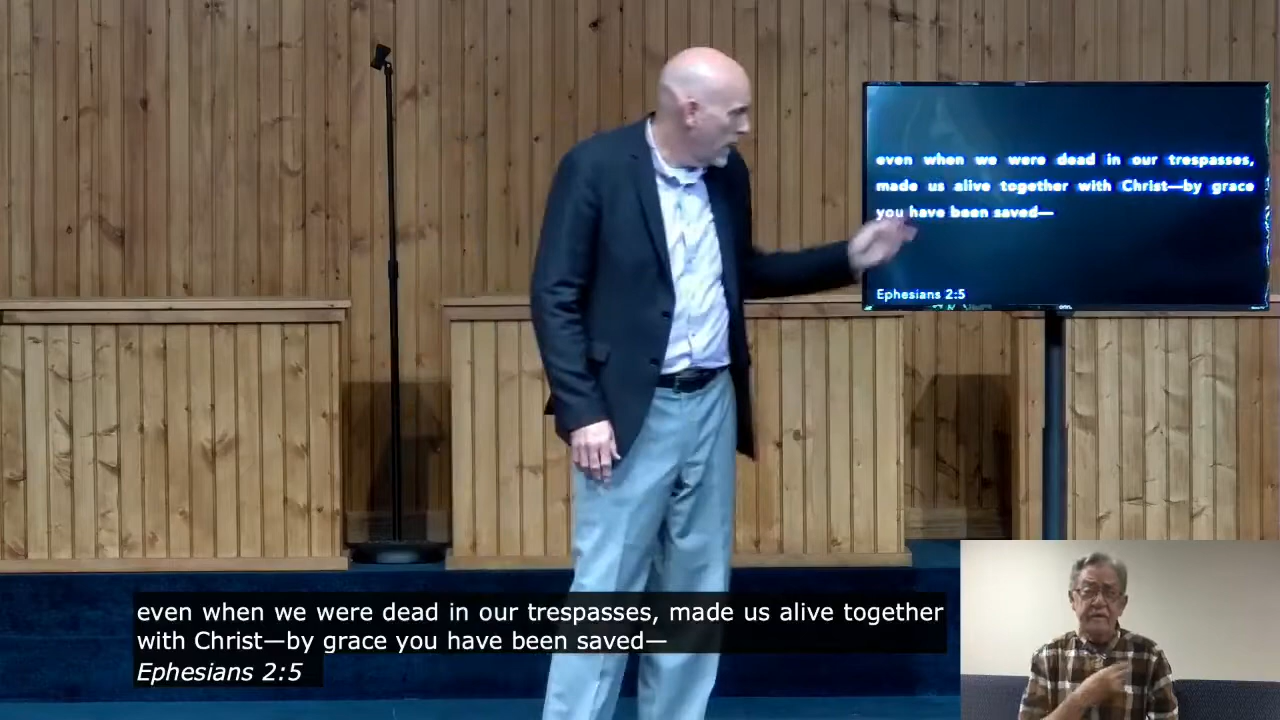 even when we were dead in our trespasses,
made us alive together with Christ—by grace
you have been saved—
Ephesians 2:5
even when we were dead in our trespasses, made us alive together
with Christ—by grace you have been saved—
Ephesians 2:5